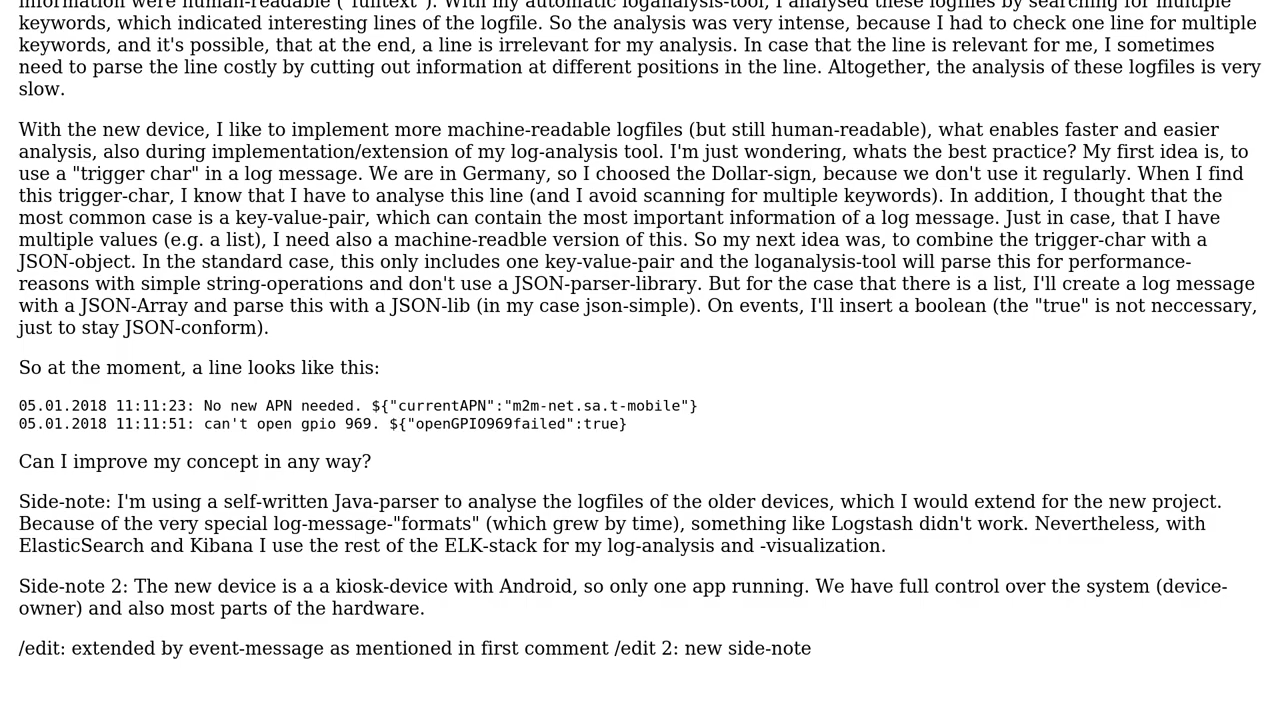 information were human-readable ("fulltext"). With my automatic loganalysis-tool, I analysed these logfiles by searching for multiple
keywords, which indicated interesting lines of the logfile. So the analysis was very intense, because I had to check one line for multiple
keywords, and it's possible, that at the end, a line is irrelevant for my analysis. In case that the line is relevant for me, I sometimes
need to parse the line costly by cutting out information at different positions in the line. Altogether, the analysis of these logfiles is very
slow.
With the new device, I like to implement more machine-readable logfiles (but still human-readable), what enables faster and easier
analysis, also during implementation/extension of my log-analysis tool. I'm just wondering, whats the best practice? My first idea is, to
use a "trigger char" in a log message. We are in Germany, so I choosed the Dollar-sign, because we don't use it regularly. When I find
this trigger-char, I know that I have to analyse this line (and I avoid scanning for multiple keywords). In addition, I thought that the
most common case is a key-value-pair, which can contain the most important information of a log message. Just in case, that I have
multiple values (e.g. a list), I need also a machine-readble version of this. So my next idea was, to combine the trigger-char with a
JSON-object. In the standard case, this only includes one key-value-pair and the loganalysis-tool will parse this for performance-
reasons with simple string-operations and don't use a JSON-parser-library. But for the case that there is a list, I'll create a log message
with a JSON-Array and parse this with a JSON-lib (in my case json-simple). On events, I'll insert a boolean (the "true" is not neccessary,
just to stay JSON-conform).
So at the moment, a line looks like this:
05.01.2018 11:11:23: No new APN needed. ${"currentAPN":"m2m-net.sa.t-mobile"}
05.01.2018 11:11:51: can't open gpio 969. ${"openGPIO969failed":true}
Can I improve my concept in any way?
Side-note: I'm using a self-written Java-parser to analyse the logfiles of the older devices, which I would extend for the new project.
Because of the very special log-message-"formats" (which grew by time), something like Logstash didn't work. Nevertheless, with
ElasticSearch and Kibana I use the rest of the ELK-stack for my log-analysis and -visualization.
Side-note 2: The new device is a a kiosk-device with Android, so only one app running. We have full control over the system (device-
owner) and also most parts of the hardware.
/edit: extended by event-message as mentioned in first comment /edit 2: new side-note